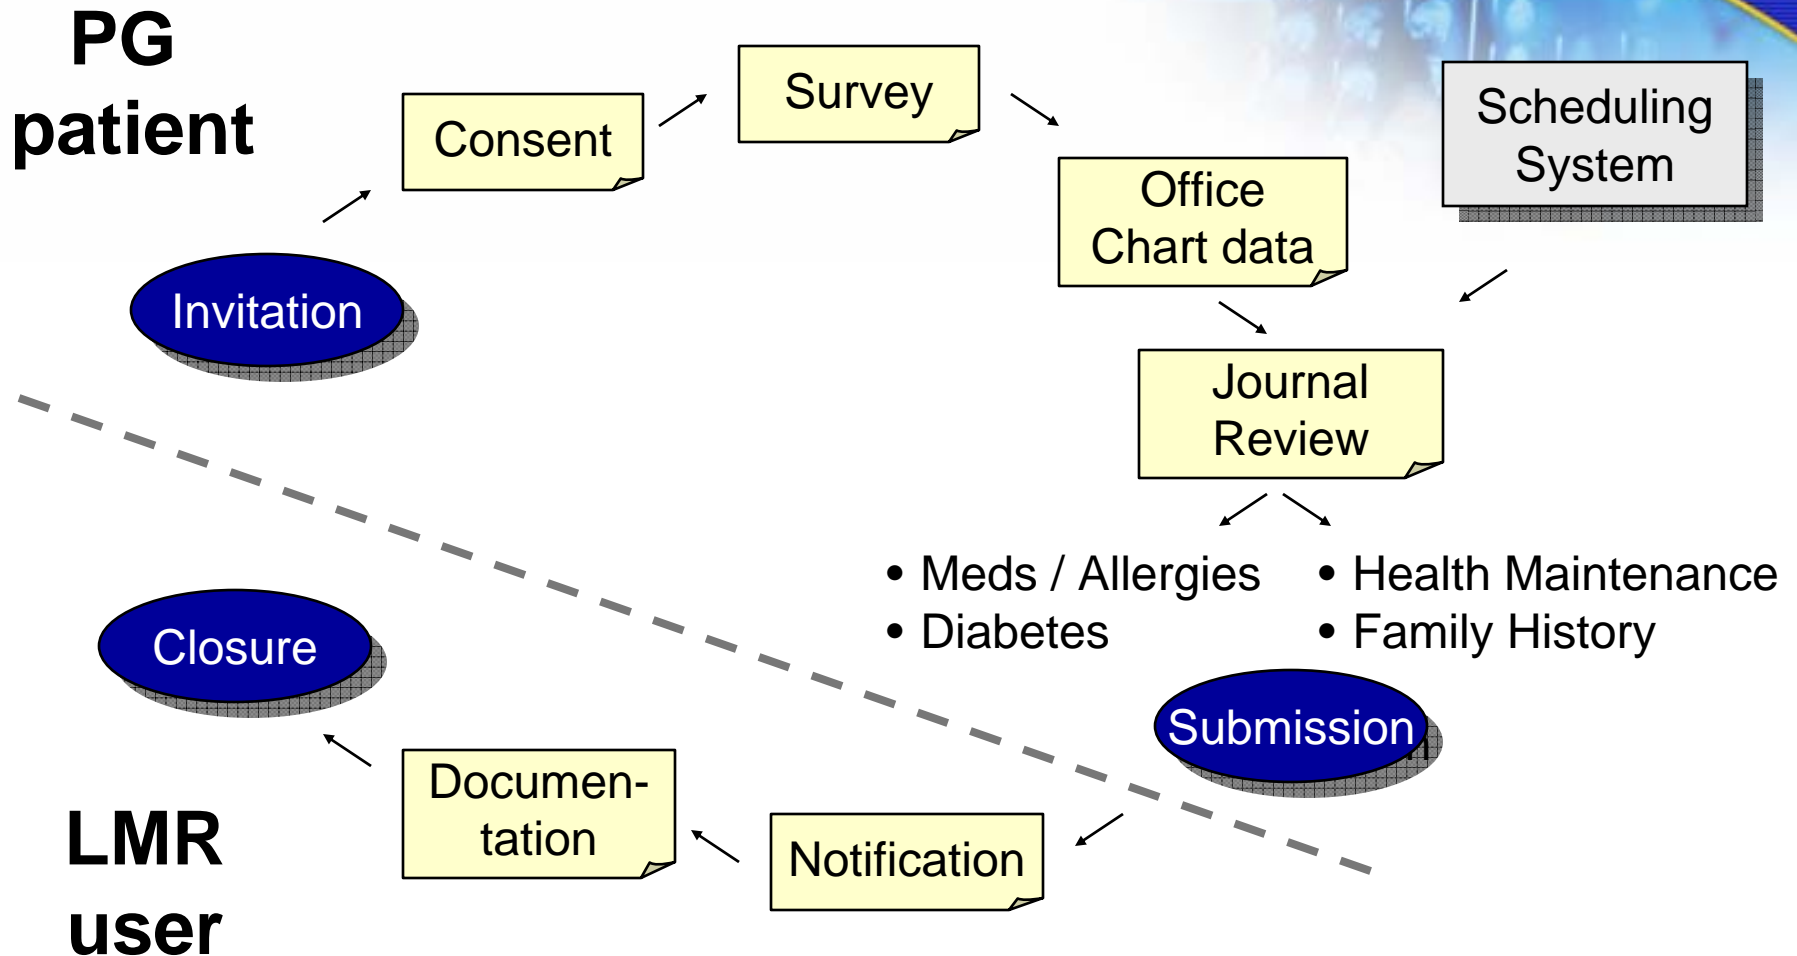 PG
patient
Consent
Survey
Scheduling
System
Office
Chart data
Invitation
Journal
Review
• Meds / Allergies
• Diabetes
• Health Maintenance
• Family History
Closure
Submission
Documen-
tation
Notification
LMR
user